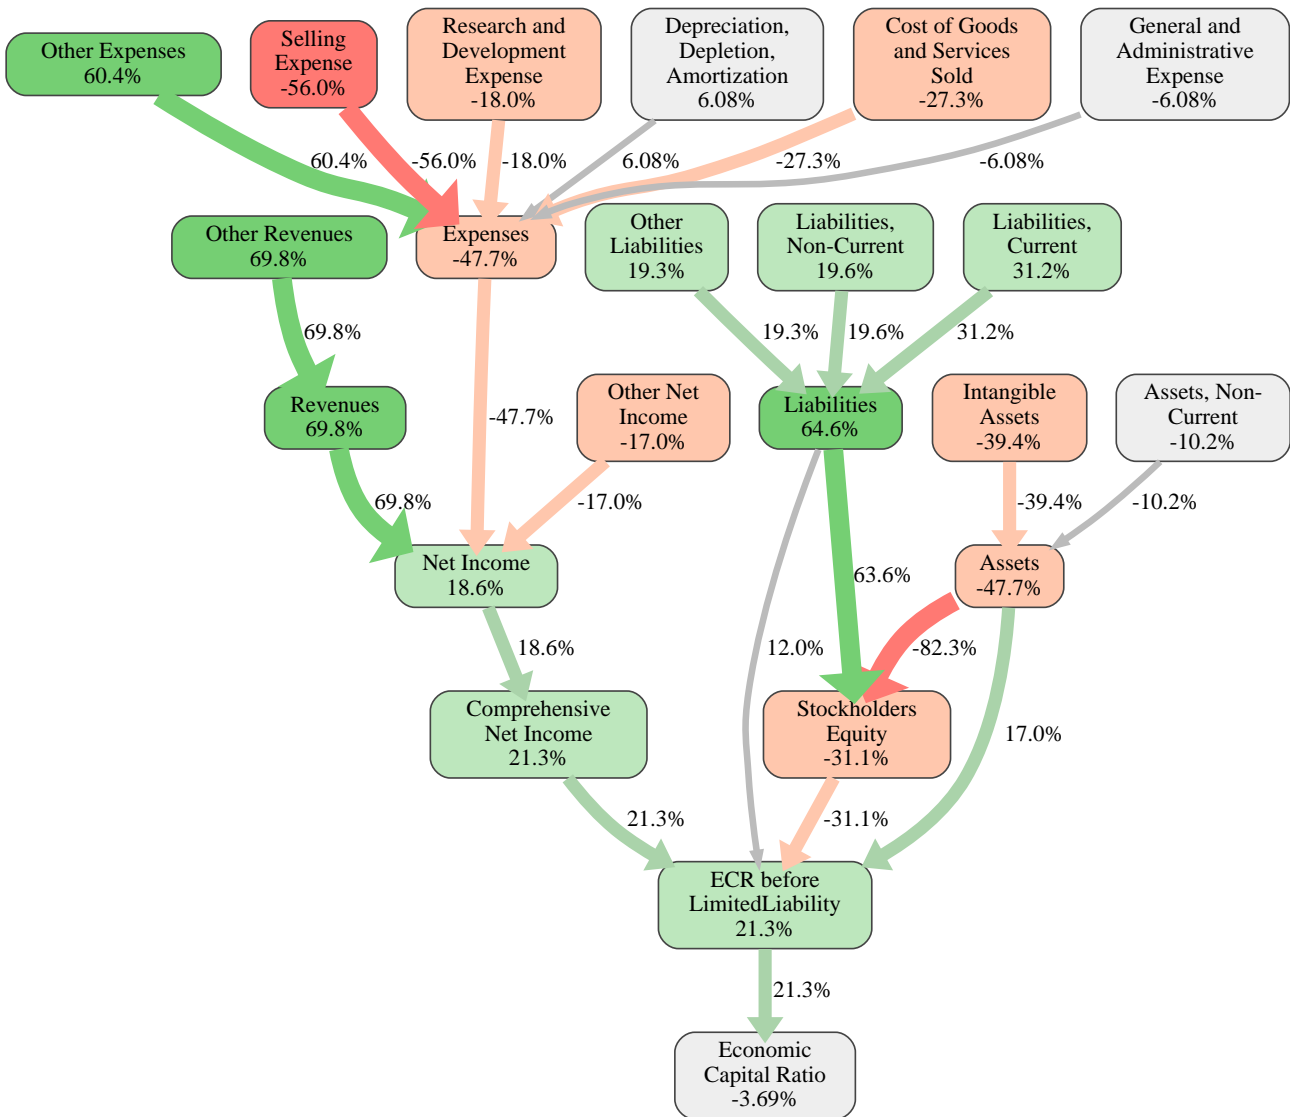 Other Expenses
60.4%
Selling
Expense
-56.0%
Research and
Development
Expense
-18.0%
Depreciation,
Depletion,
Amortization
6.08%
Cost of Goods
and Services
Sold
-27.3%
General and
Administrative
Expense
-6.08%
60.4%
-56.0%
-18.0%
6.08%
-27.3%
-6.08%
Other Revenues
69.8%
Expenses
-47.7%
Other
Liabilities
19.3%
Liabilities,
Non-Current
19.6%
Liabilities,
Current
31.2%
69.8%
19.3%
19.6%
31.2%
Revenues
69.8%
-47.7%
Other Net
Income
-17.0%
Liabilities
64.6%
Intangible
Assets
-39.4%
Assets, Non-
Current
-10.2%
69.8%
-17.0%
-39.4%
-10.2%
Net Income
18.6%
63.6%
Assets
-47.7%
18.6%
12.0%
-82.3%
Comprehensive
Net Income
21.3%
Stockholders
Equity
-31.1%
17.0%
21.3%
-31.1%
ECR before
LimitedLiability
21.3%
21.3%
Economic
Capital Ratio
-3.69%